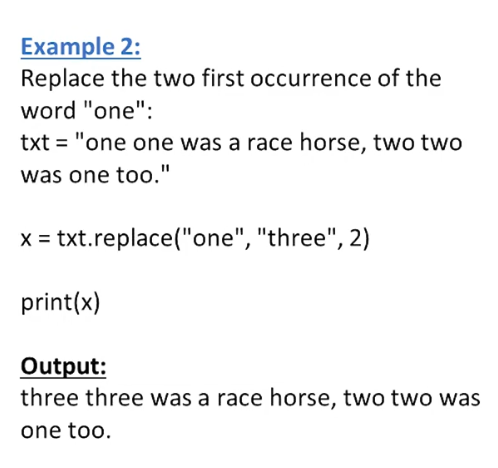 Example 2:
Replace the two first occurrence of the
word "one":
txt = "one one was a race horse, two two
was one too."
x = txt.replace("one", "three", 2)
print(x)
Output:
three three was a race horse, two two was
one too.